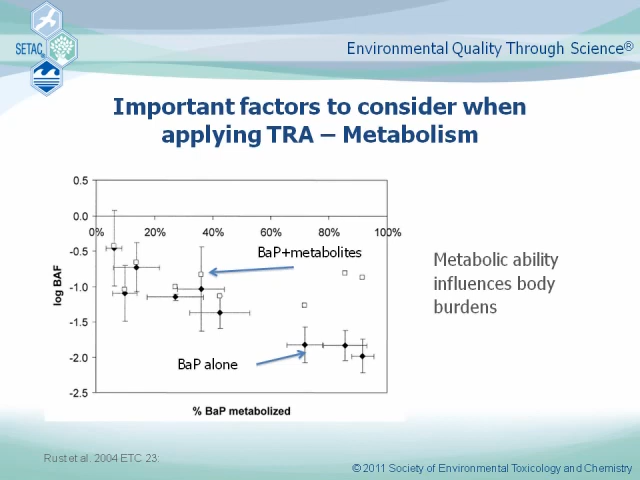 SETAC
Environmental Quality Through Science®
Important factors to consider when
applying TRA – Metabolism
0.5
0.0
0% 20% 40% 60% 80% 100%
-0.5
-1.0
-1.5
-2.0
-2.5
log BAF
BaP+metabolites
BaP alone
% BaP metabolized
Metabolic ability
influences body
burdens
Rust et al. 2004 ETC 23:
© 2011 Society of Environmental Toxicology and Chemistry